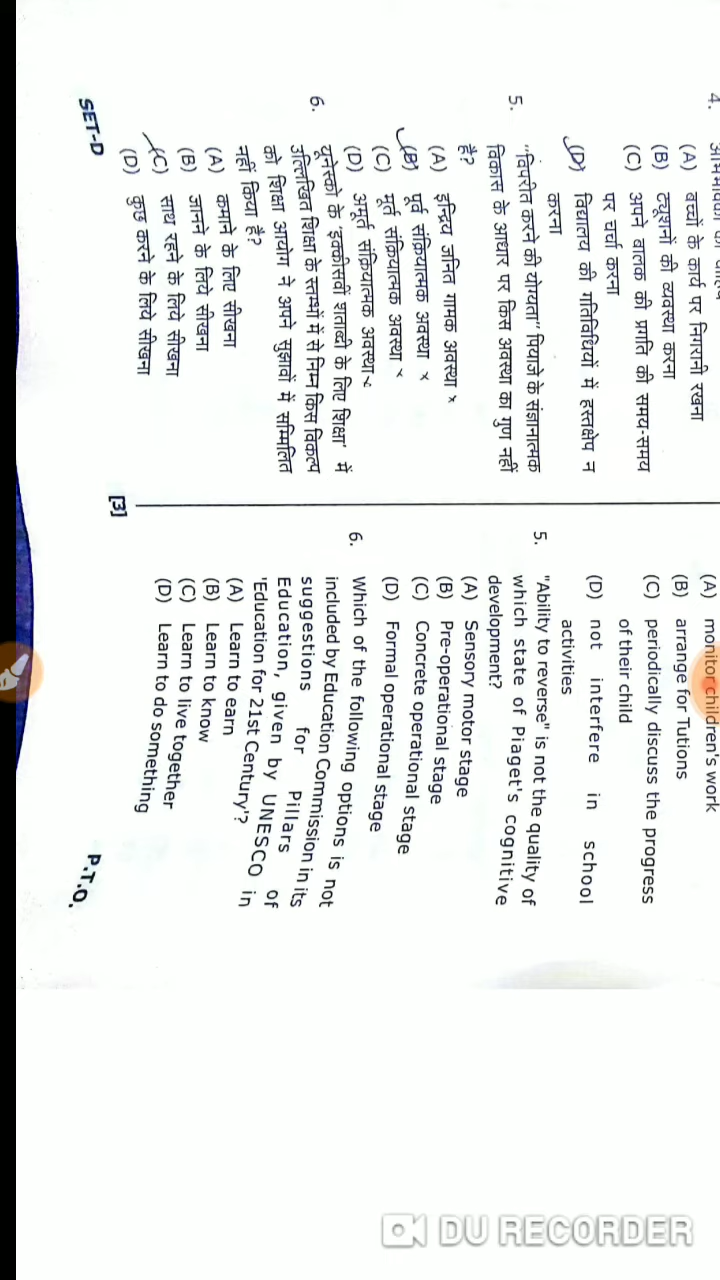 4.
(A) बच्चों के कार्य पर निगरानी रखना
(B) ट्यूशनों की व्यवस्था करना
(C) अपने बालक की प्रगति की समय-समय
पर चर्चा करना
(D) विद्यालय की गतिविधियों में हस्तक्षेप न
करना
5. "विपरीत करने की योग्यता" पियाजे के संज्ञानात्मक
विकास के आधार पर किस अवस्था का गुण नहीं
है?
(A) इन्द्रिय जनित गामक अवस्था ×
(B) पूर्व संक्रियात्मक अवस्था ×
(C) मूर्त संक्रियात्मक अवस्था ×
(D) अमूर्त संक्रियात्मक अवस्था
6. यूनेस्को के 'इक्कीसवीं शताब्दी के लिए शिक्षा' में
उल्लिखित शिक्षा के स्तम्भों में से निम्न किस विकल्प
को शिक्षा आयोग ने अपने सुझावों में सम्मिलित
नहीं किया है?
(A) कमाने के लिए सीखना
(B) जानने के लिये सीखना
(C) साथ रहने के लिये सीखना
(D) कुछ करने के लिये सीखना
SET-D
[3]
(A) monitor children's work
(B) arrange for Tutions
(C) periodically discuss the progress
of their child
(D) not interfere in school
activities
5. "Ability to reverse" is not the quality of
which state of Piaget's cognitive
development?
(A) Sensory motor stage
(B) Pre-operational stage
(C) Concrete operational stage
(D) Formal operational stage
6. Which of the following options is not
included by Education Commission in its
suggestions for Pillars of
Education, given by UNESCO in
'Education for 21st Century'?
(A) Learn to earn
(B) Learn to know
(C) Learn to live together
(D) Learn to do something
P.T.O.
DU RECORDER